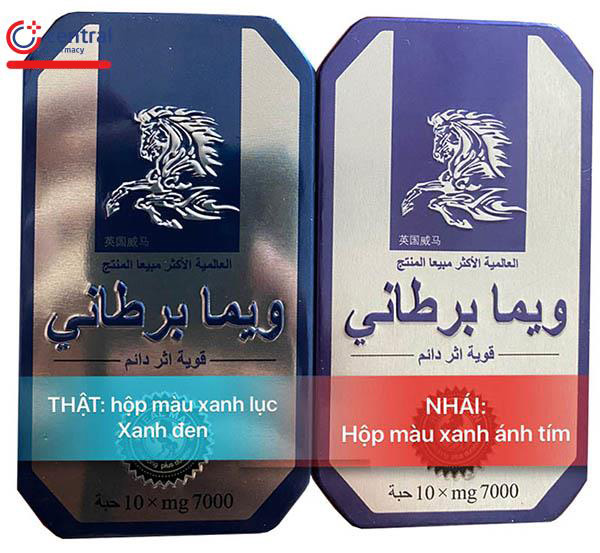 Central
Pharmacy
英国威马
العالمية الأكثر مبيعا المنتج
ويما برطاني
قوية اثر دائم
THẬT: hộp màu xanh lục
Xanh đen
7000 mg × 10 حبة
英国威马
العالمية الأكثر مبيعا المنتج
ويما برطاني
قوية اثر دائم
NHÁI:
Hộp màu xanh ánh tím
7000 mg × 10 حبة